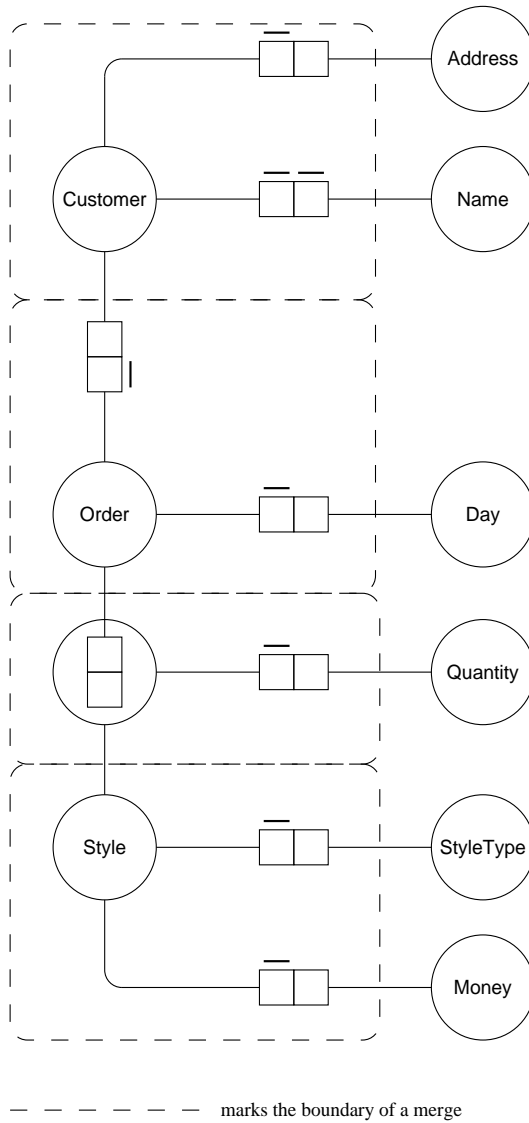 Address
Customer
Name
Order
Day
Quantity
Style
StyleType
Money
marks the boundary of a merge